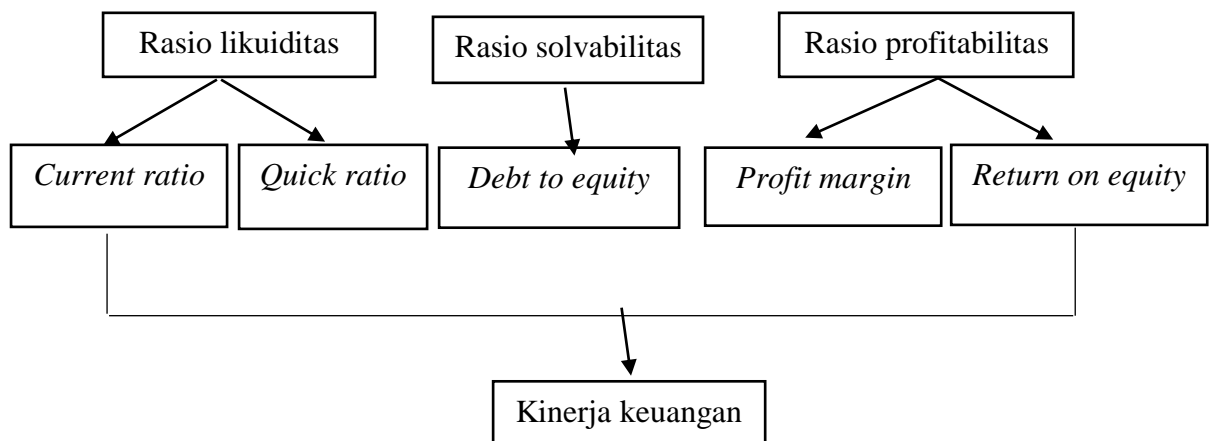 Rasio likuiditas
Rasio solvabilitas
Rasio profitabilitas
Current ratio
Quick ratio
Debt to equity
Profit margin
Return on equity
Kinerja keuangan